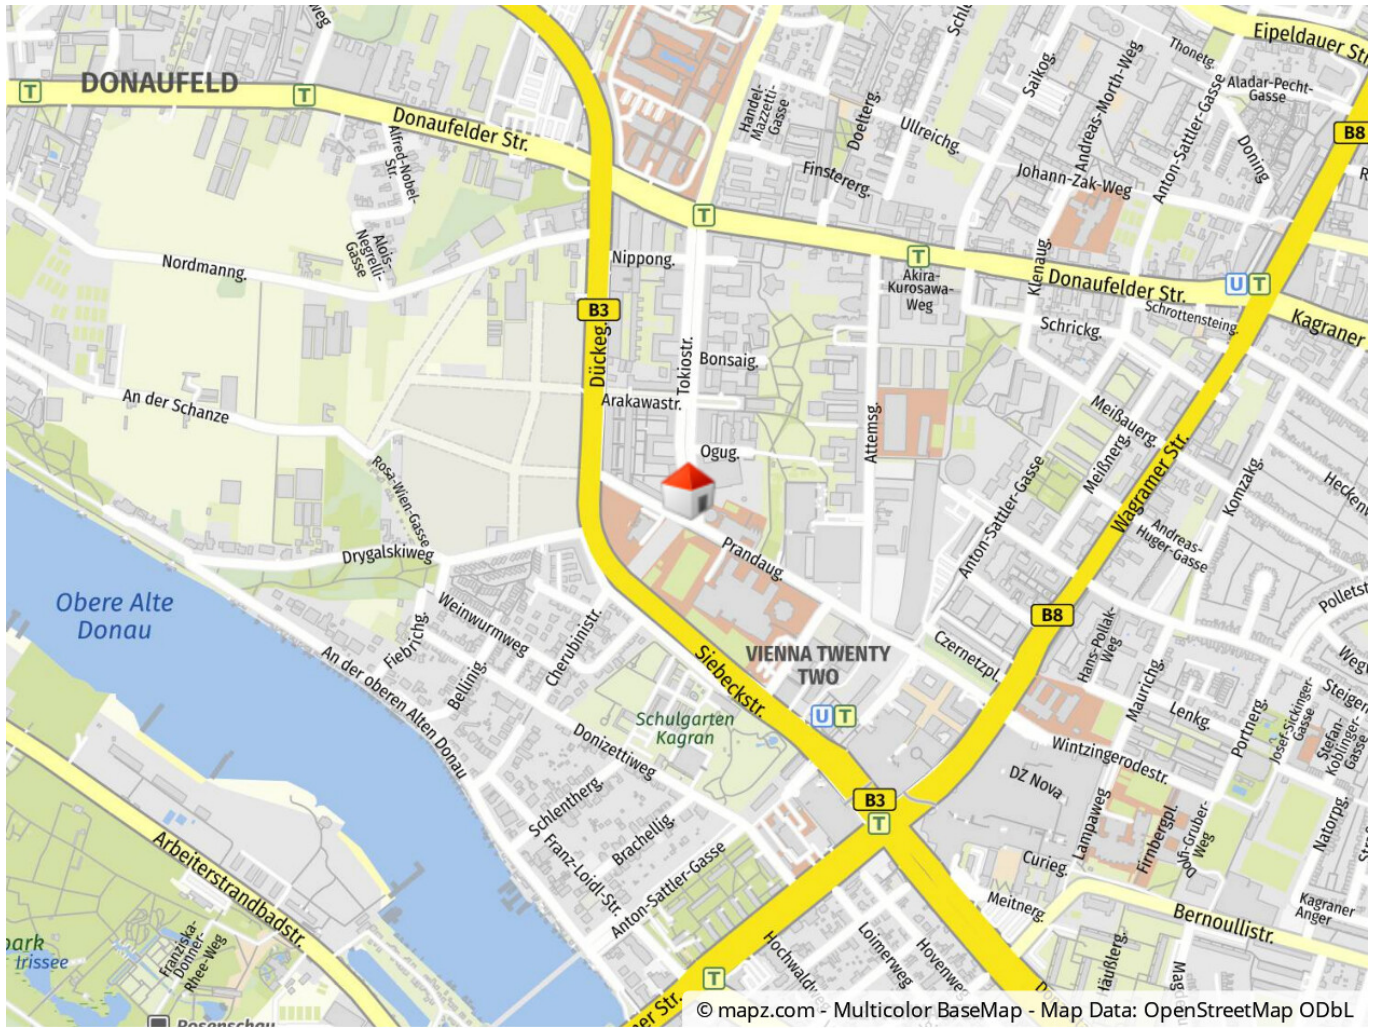 Eipeldauer Str.
Thonetg.
Aladar-Pecht-
Gasse
Saikog.
Andreas-Morth-Weg
Anton-Sattler-Gasse
Doning
B8
DONAUFELD
T
T
Donaufelder Str.
Alfred-Nobel-
Str.
Handel-
Mazzetti-
Gasse
Doelterg.
Ullreichg.
Finstererg.
Johann-Zak-Weg
T
Alois-
Negrelli-
Gasse
Nordmanng.
Nippong.
T
Akira-
Kurosawa-
Weg
Klenaug.
Donaufelder Str.
U T
Schrottensteing.
Kagraner
Schrickg.
B3
Dückeg.
Tokiostr.
Bonsaig.
Arakawastr.
An der Schanze
Attemsg.
Meißauerg.
Meißnerg.
Wagramer Str.
Ogug.
Komzakg.
Rosa-Wien-Gasse
Anton-Sattler-Gasse
Andreas-
Huger-Gasse
Drygalskiweg
Prandaug.
Obere Alte
Donau
Weinwurmweg
Fiebrichg.
Cherubinistr.
Bellinig.
An der oberen Alten Donau
B8
Hans-Pollak-
Weg
Czernetzpl.
VIENNA TWENTY
TWO
Siebeckstr.
Maurichg.
Lenkg.
Portnerg.
Josef-Sickinger-
Gasse
Stefan-
Koblinger-
Gasse
Schulgarten
Kagran
U T
Donizettiweg
Wintzingerodestr.
DZ Nova
B3
T
Schlentherg.
Brachellig.
Franz-Loidl-Str.
Anton-Sattler-Gasse
Lampaweg
Firnbergpl.
Natorpg.
Curieg.
Meitnerg.
Kagraner
Anger
Bernoullistr.
Arbeiterstrandbadstr.
Franziska-
Donner-
Rhee-Weg
park
Irissee
Loimerweg
Hovenweg
Häußlerg.
T
© mapz.com - Multicolor BaseMap - Map Data: OpenStreetMap ODbL